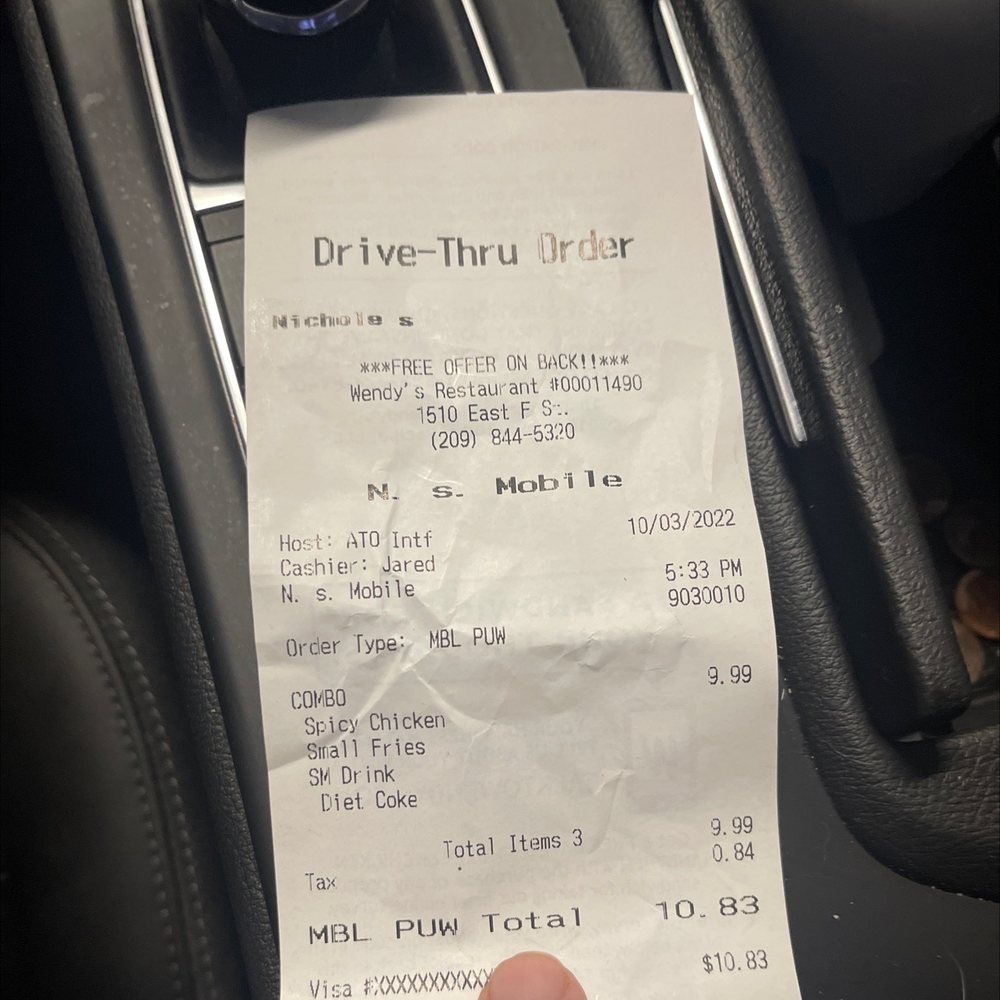 Drive-Thru Order
Nichole s
***FREE OFFER ON BACK!!***
Wendy's Restaurant #00011490
1510 East F St.
(209) 844-5320
N. s. Mobile
Host: ATO Intf 10/03/2022
Cashier: Jared 5:33 PM
N. s. Mobile 9030010
Order Type: MBL PUW
COMBO 9.99
Spicy Chicken
Small Fries
SM Drink
Diet Coke
Total Items 3 9.99
Tax 0.84
MBL PUW Total 10.83
Visa #XXXXXXXXXXX $10.83